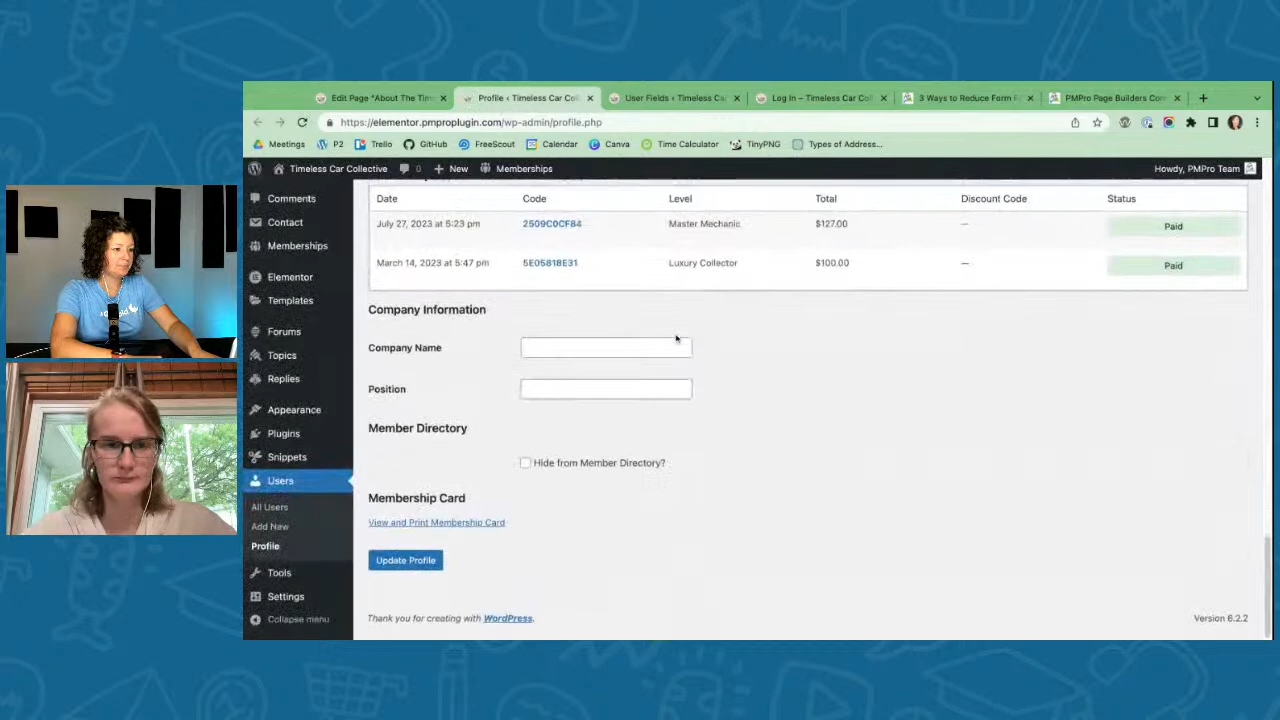 Edit Page "About The Tim
Profile ‹ Timeless Car Coll
User Fields ‹ Timeless Car
Log In – Timeless Car Coll
3 Ways to Reduce Form F
PMPro Page Builders Com
https://elementor.pmproplugin.com/wp-admin/profile.php
Meetings P2 Trello GitHub FreeScout Calendar Canva Time Calculator TinyPNG Types of Address...
Timeless Car Collective 0 New Memberships Howdy, PMPro Team
Comments
Contact
Memberships
Elementor
Templates
Forums
Topics
Replies
Appearance
Plugins
Snippets
Users
All Users
Add New
Profile
Tools
Settings
Collapse menu
Date Code Level Total Discount Code Status
July 27, 2023 at 5:23 pm 2509C0CF84 Master Mechanic $127.00 — Paid
March 14, 2023 at 5:47 pm 5E05818E31 Luxury Collector $100.00 — Paid
Company Information
Company Name
Position
Member Directory
Hide from Member Directory?
Membership Card
View and Print Membership Card
Update Profile
Thank you for creating with WordPress. Version 6.2.2